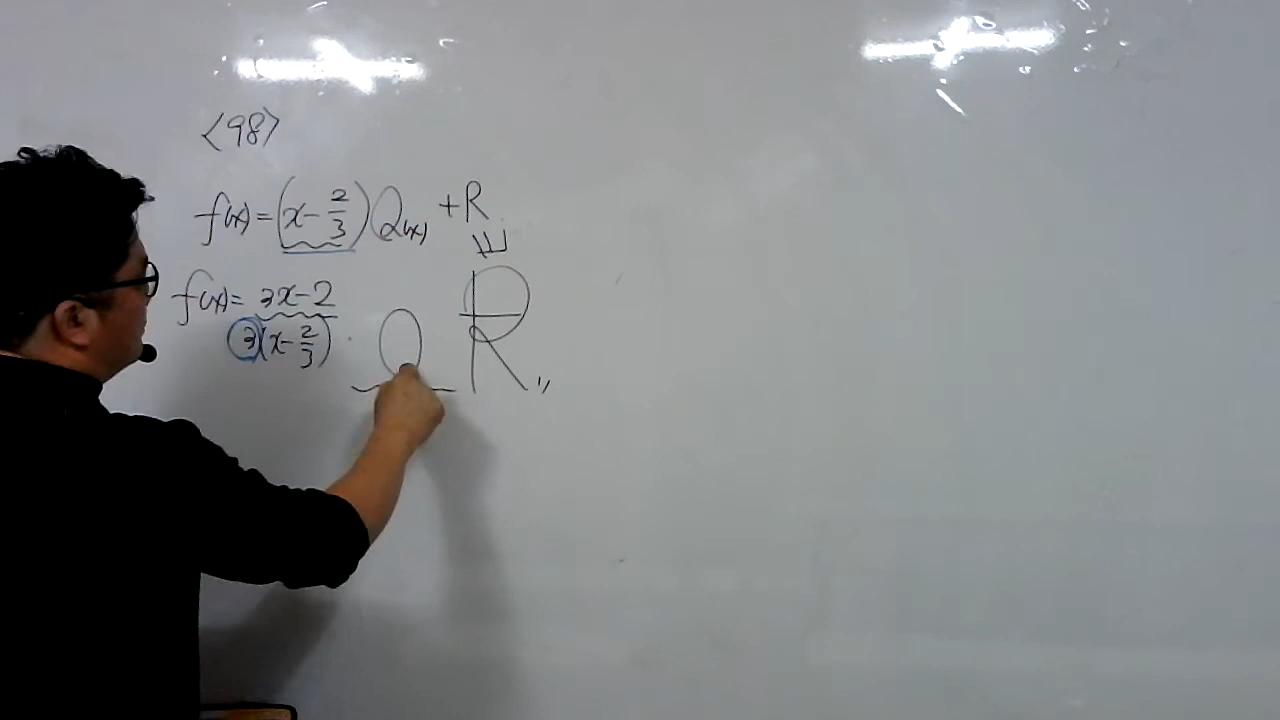 <98>
f(x)=(x-2/3)Q(x)+R
f(x)=3x-2
3(x-2/3)
R